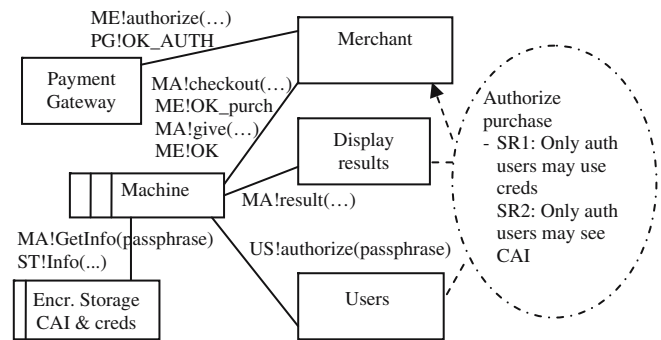 ME!authorize(…)
PG!OK_AUTH
Merchant
Payment
Gateway
MA!checkout(…)
ME!OK_purch
MA!give(…)
ME!OK
Authorize
purchase
- SR1: Only auth
users may use
creds
SR2: Only auth
users may see
CAI
Display
results
Machine
MA!result(…)
MA!GetInfo(passphrase)
ST!Info(...)
US!authorize(passphrase)
Encr. Storage
CAI & creds
Users